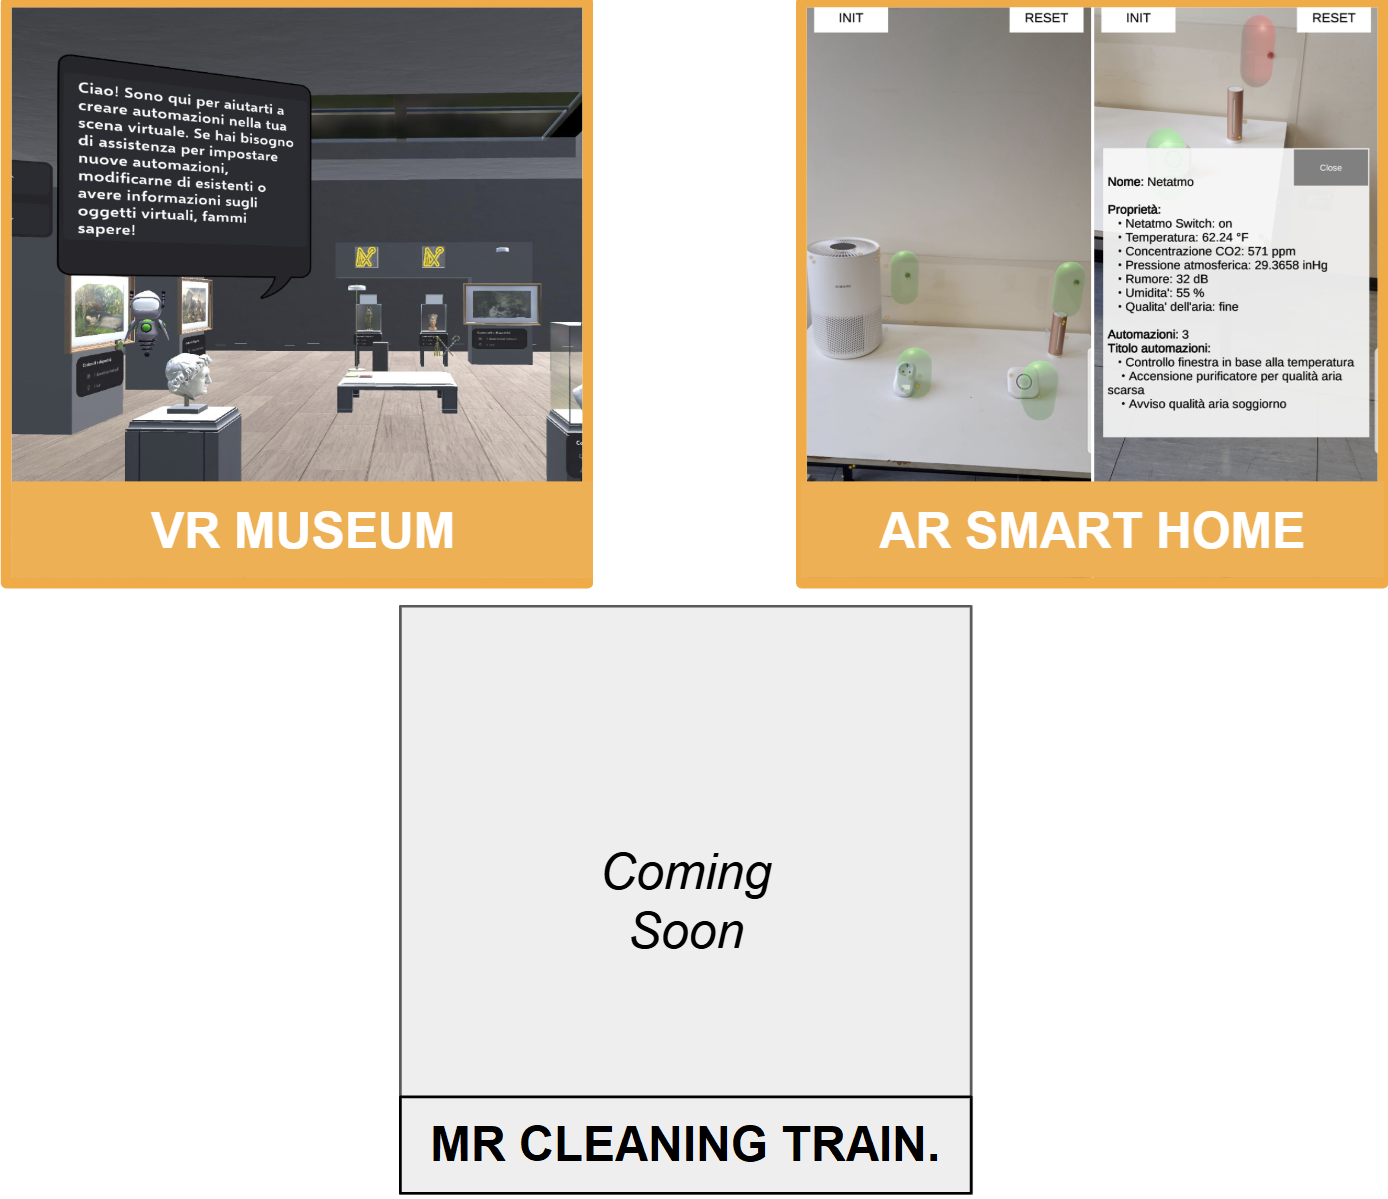 Ciao! Sono qui per aiutarti a
creare automazioni nella tua
scena virtuale. Se hai bisogno
di assistenza per impostare
nuove automazioni,
modificarne di esistenti o
avere informazioni sugli
oggetti virtuali, fammi
sapere!
VR MUSEUM
INIT
RESET
INIT
RESET
Close
Nome: Netatmo
Proprietà:
• Netatmo Switch: on
• Temperatura: 62.24 °F
• Concentrazione CO2: 571 ppm
• Pressione atmosferica: 29.3658 inHg
• Rumore: 32 dB
• Umidita': 55 %
• Qualita' dell'aria: fine
Automazioni: 3
Titolo automazioni:
• Controllo finestra in base alla temperatura
• Accensione purificatore per qualità aria
scarsa
• Avviso qualità aria soggiorno
AR SMART HOME
Coming
Soon
MR CLEANING TRAIN.